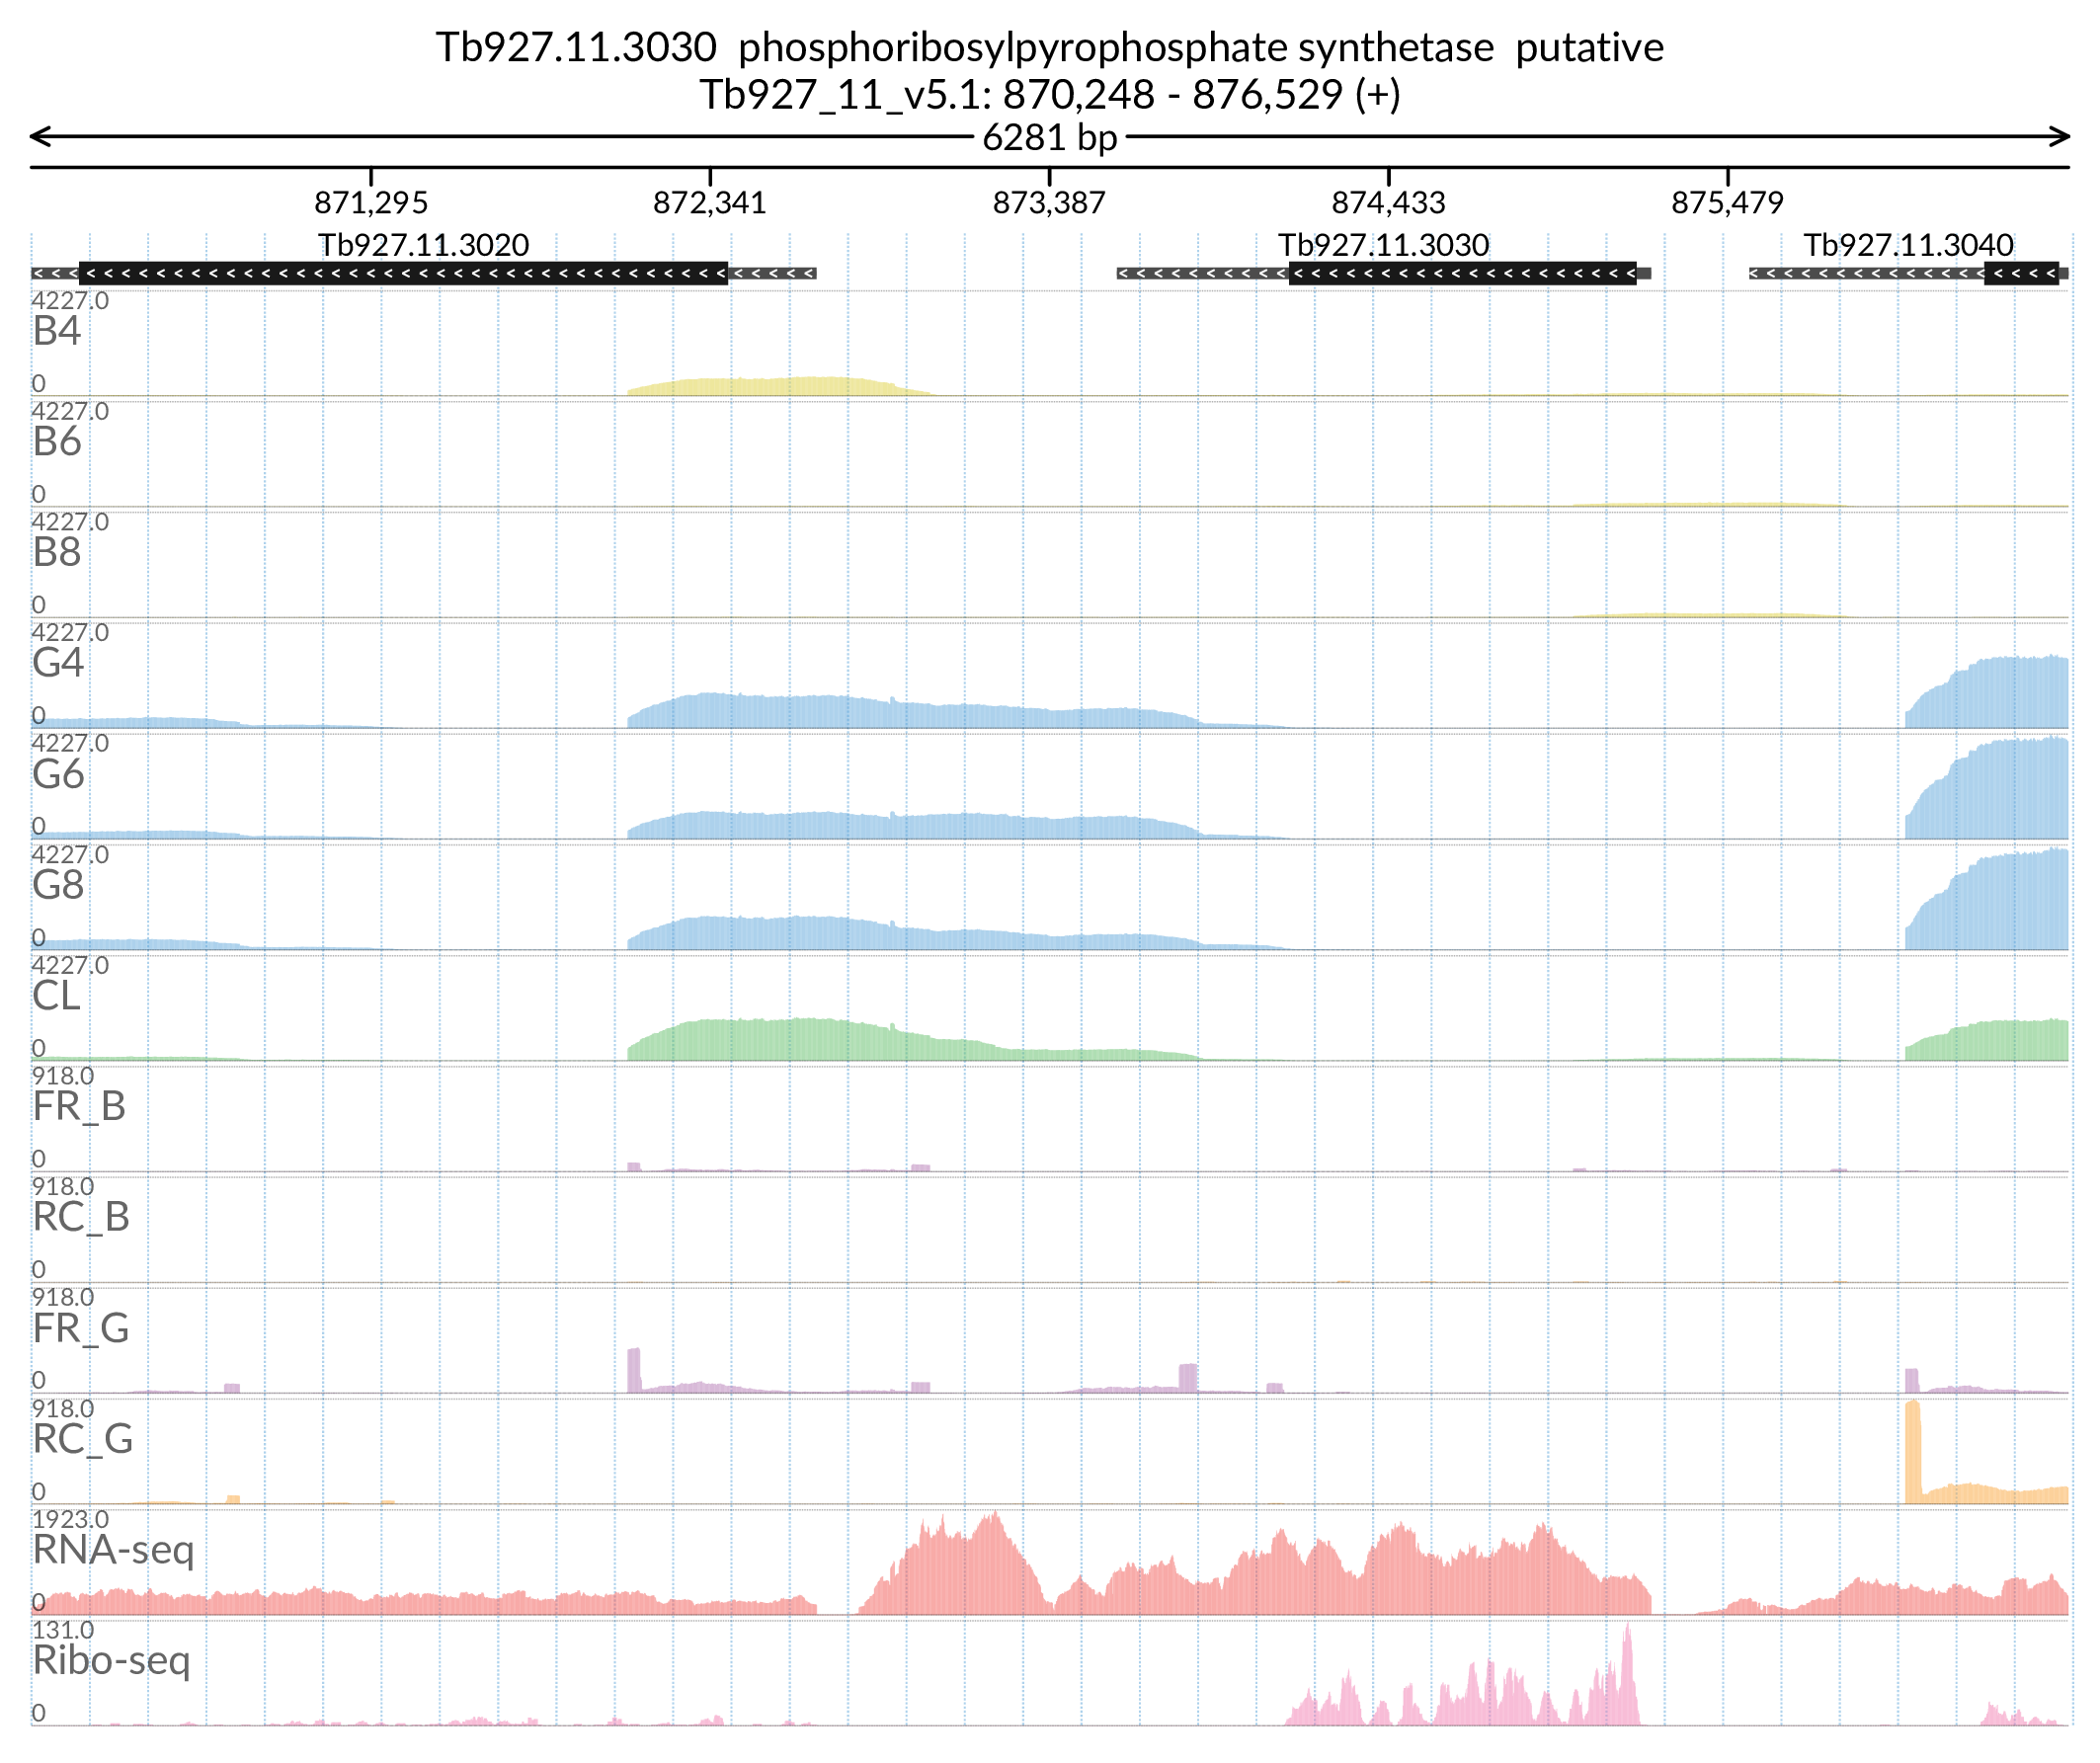 Tb927.11.3030 phosphoribosylpyrophosphate synthetase putative
Tb927_11_v5.1: 870,248 - 876,529 (+)
6281 bp
871,295 872,341 873,387 874,433 875,479
Tb927.11.3020 Tb927.11.3030 Tb927.11.3040
4227.0
B4
0
4227.0
B6
0
4227.0
B8
0
4227.0
G4
0
4227.0
G6
0
4227.0
G8
0
4227.0
CL
0
918.0
FR_B
0
918.0
RC_B
0
918.0
FR_G
0
918.0
RC_G
0
1923.0
RNA-seq
0
131.0
Ribo-seq
0